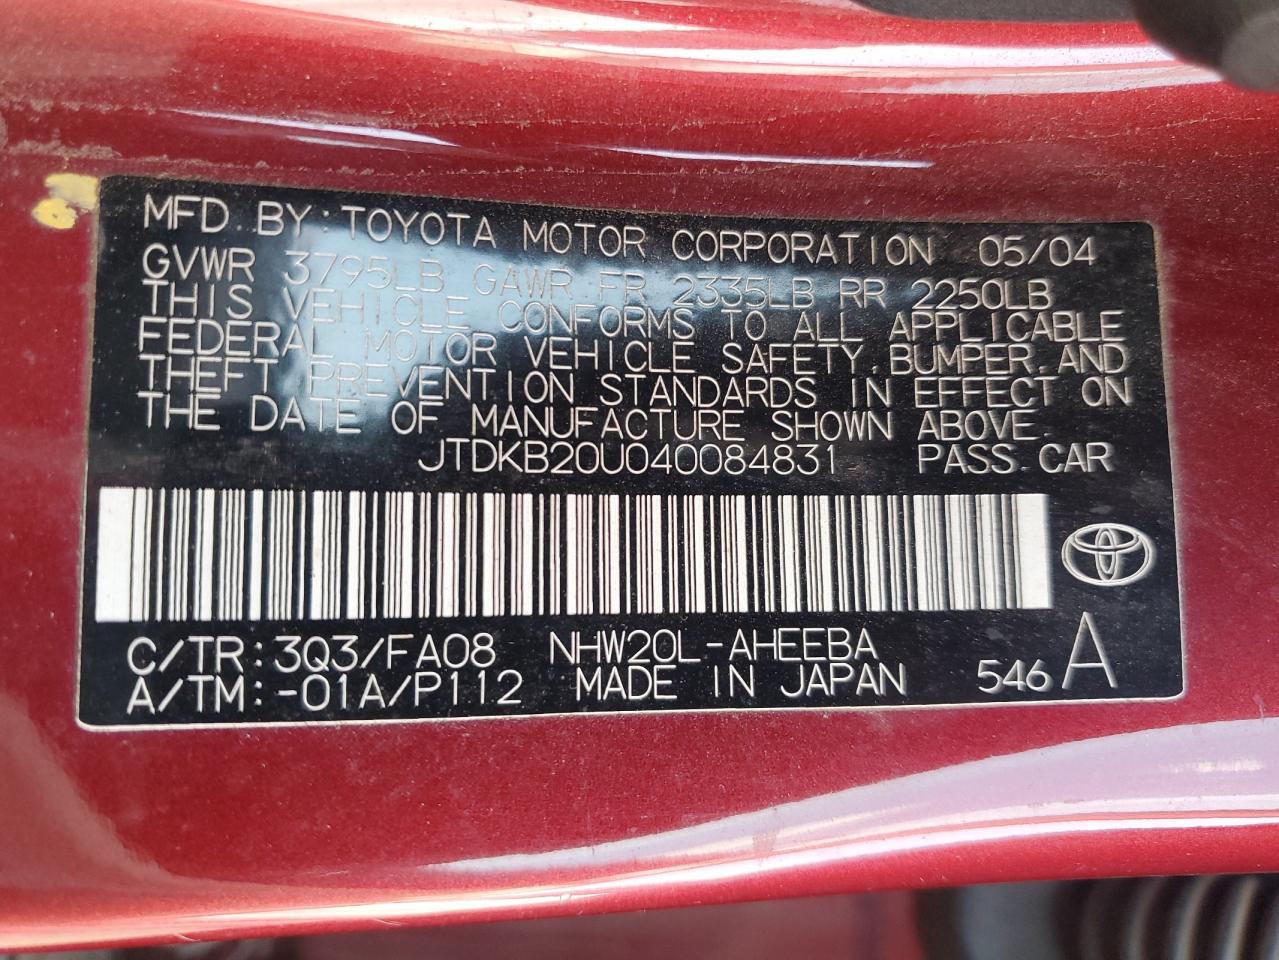 MFD. BY: TOYOTA MOTOR CORPORATION 05/04
GVWR 3795LB GAWR FR 2335LB RR 2250LB
THIS VEHICLE CONFORMS TO ALL APPLICABLE
FEDERAL MOTOR VEHICLE SAFETY. BUMPER. AND
THEFT PREVENTION STANDARDS IN EFFECT ON
THE DATE OF MANUFACTURE SHOWN ABOVE.
JTDKB20U040084831 PASS. CAR
C/TR: 3Q3/FA08 NHW20L-AHEEBA
A/TM: -01A/P112 MADE IN JAPAN 546 A